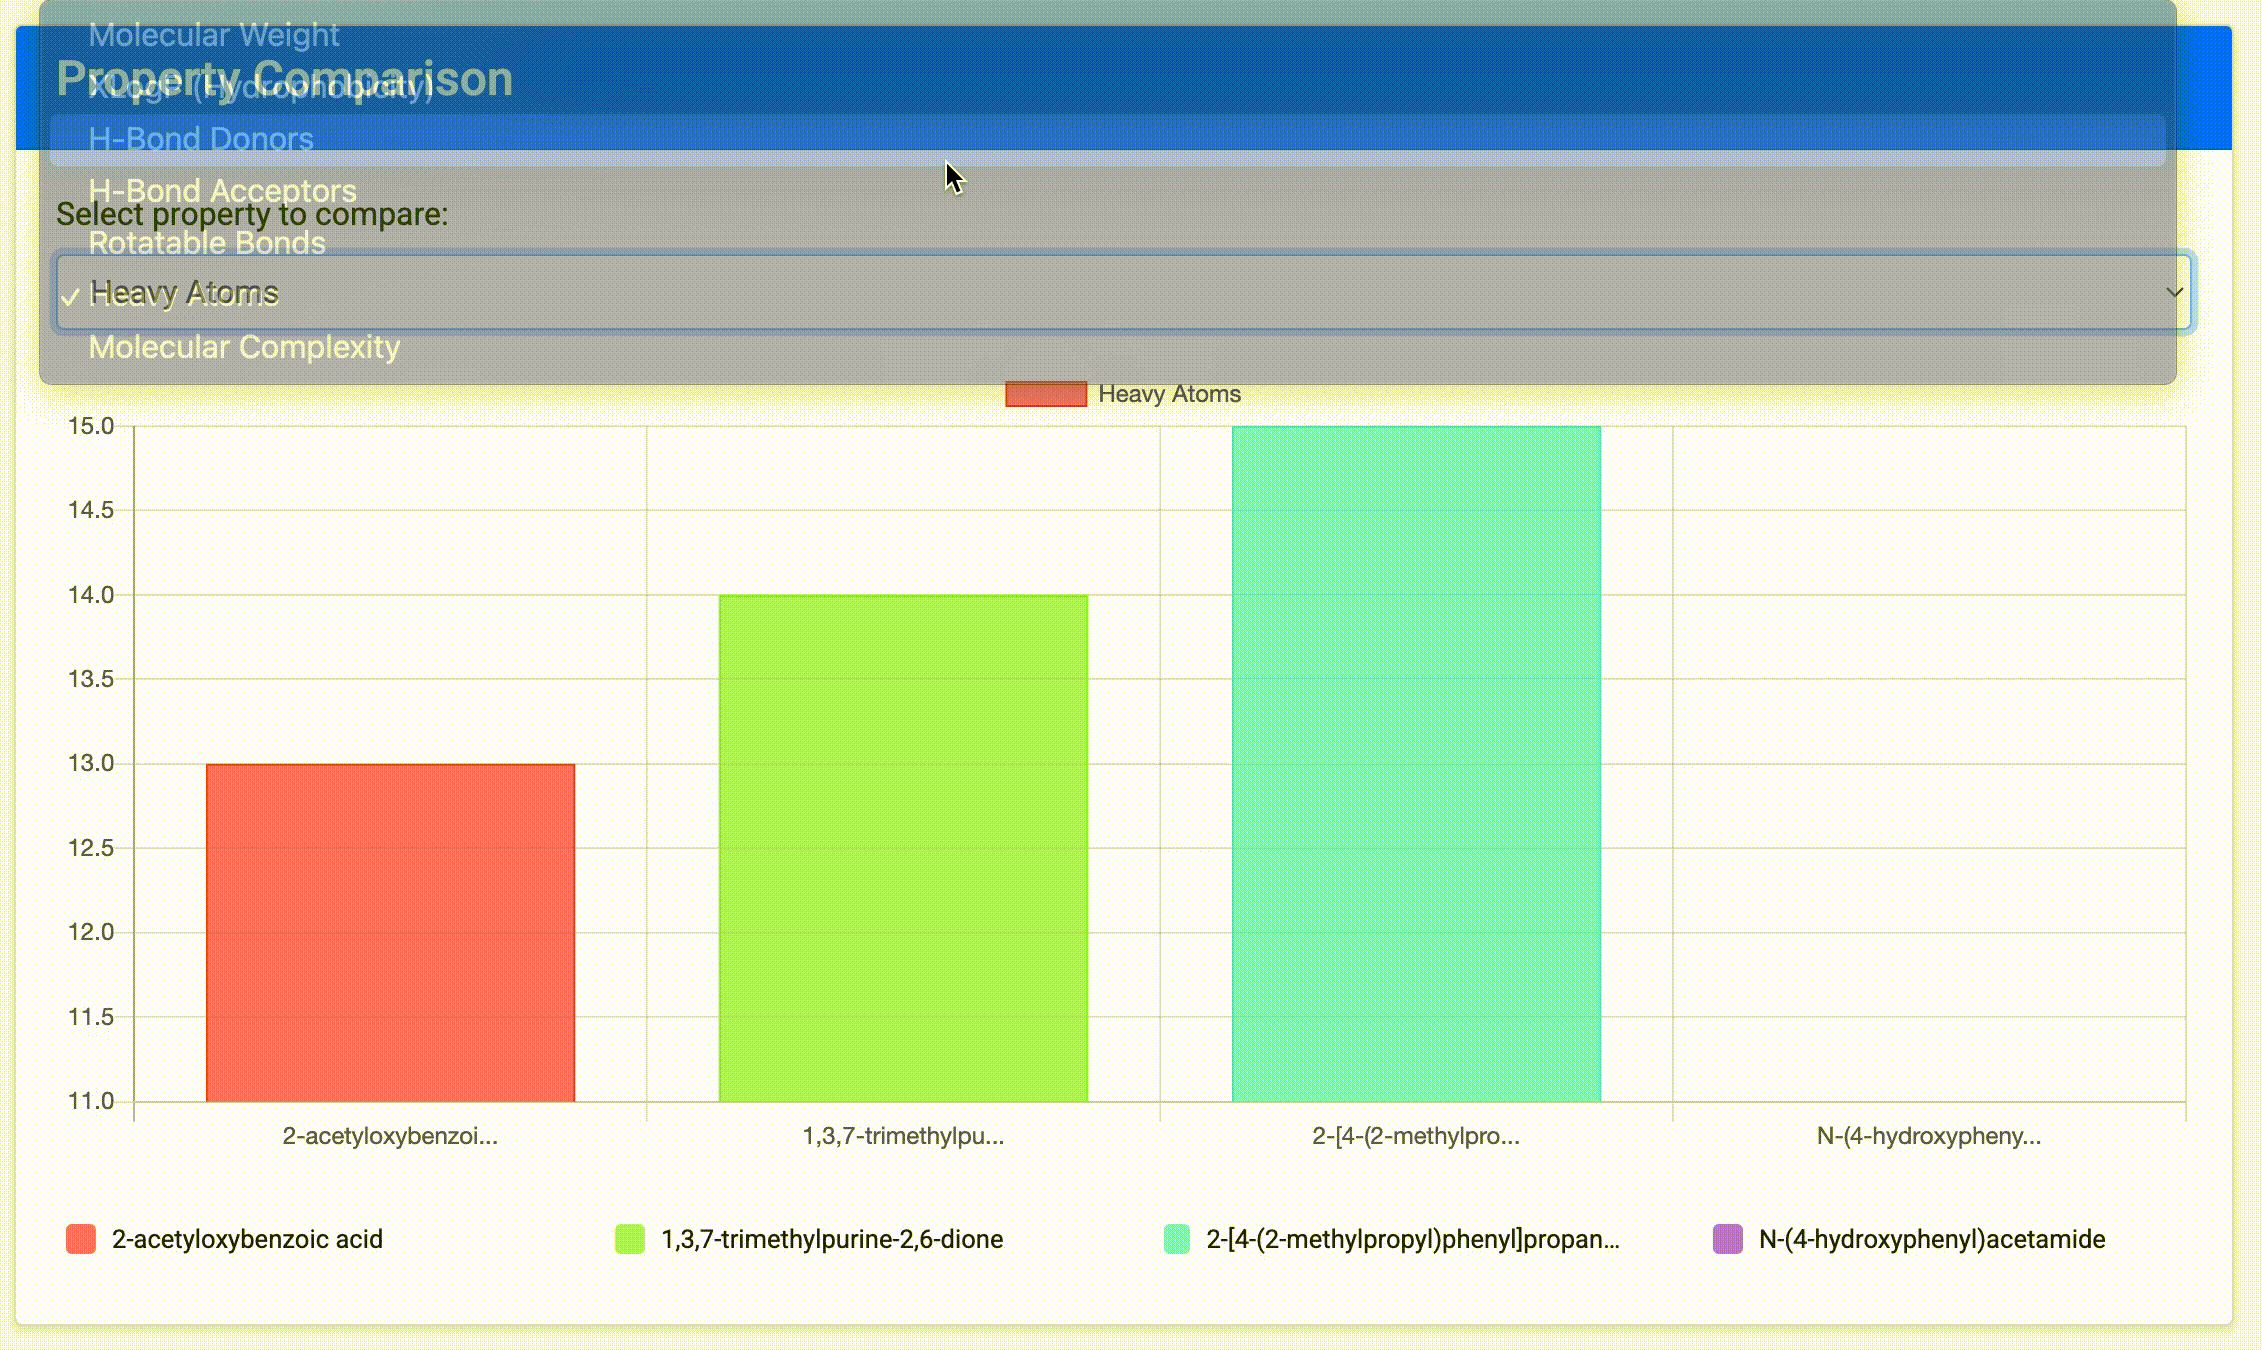 Molecular Weight
Property Comparison
XLogP (Hydrophobicity)
H-Bond Donors
H-Bond Acceptors
Select property to compare:
Rotatable Bonds
Heavy Atoms
✓ Heavy Atoms
Molecular Complexity
Heavy Atoms
15.0
14.5
14.0
13.5
13.0
12.5
12.0
11.5
11.0
2-acetyloxybenzoi... 1,3,7-trimethylpu... 2-[4-(2-methylpro... N-(4-hydroxypheny...
2-acetyloxybenzoic acid 1,3,7-trimethylpurine-2,6-dione 2-[4-(2-methylpropyl)phenyl]propan... N-(4-hydroxyphenyl)acetamide